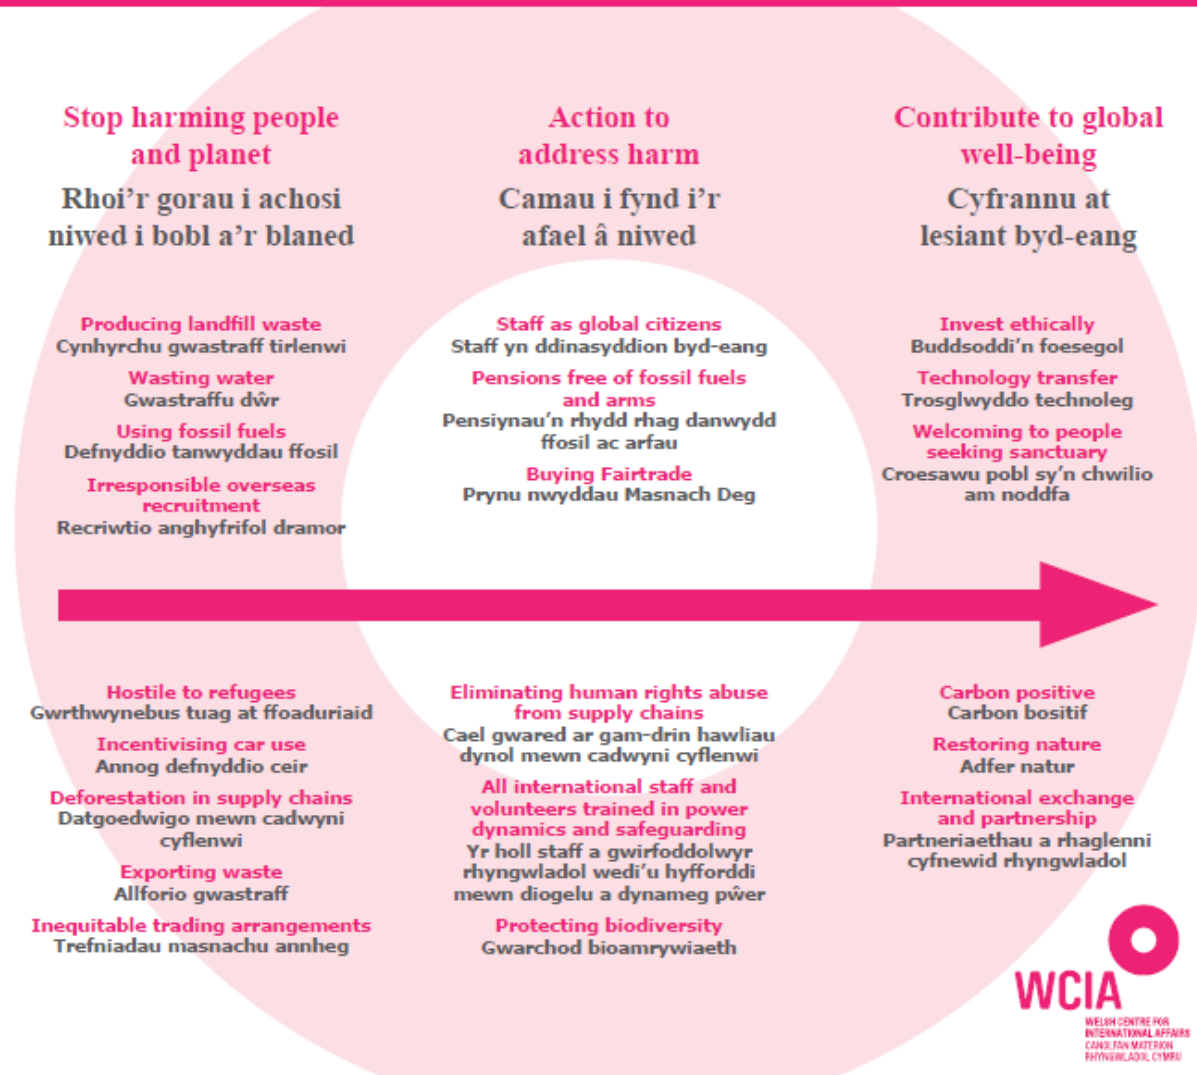 Stop harming people
and planet
Rhoi'r gorau i achosi
niwed i bobl a'r blaned
Producing landfill waste
Cynhyrchu gwastraff tirlenwi
Wasting water
Gwastraffu dŵr
Using fossil fuels
Defnyddio tanwyddau ffosil
Irresponsible overseas
recruitment
Recriwtio anghyfrifol dramor
Hostile to refugees
Gwrthwynebus tuag at ffoaduriaid
Incentivising car use
Annog defnyddio ceir
Deforestation in supply chains
Datgoedwigo mewn cadwyni
cyflenwi
Exporting waste
Allforio gwastraff
Inequitable trading arrangements
Trefniadau masnachu annheg
Action to
address harm
Camau i fynd i'r
afael â niwed
Staff as global citizens
Staff yn ddinasyddion byd-eang
Pensions free of fossil fuels
and arms
Pensiynau'n rhydd rhag danwydd
ffosil ac arfau
Buying Fairtrade
Prynu nwyddau Masnach Deg
Eliminating human rights abuse
from supply chains
Cael gwared ar gam-drin hawliau
dynol mewn cadwyni cyflenwi
All international staff and
volunteers trained in power
dynamics and safeguarding
Yr holl staff a gwirfoddolwyr
rhyngwladol wedi'u hyfforddi
mewn diogelu a dynameg pŵer
Protecting biodiversity
Gwarchod bioamrywiaeth
Contribute to global
well-being
Cyfrannu at
lesiant byd-eang
Invest ethically
Buddsoddi'n foesegol
Technology transfer
Trosglwyddo technoleg
Welcoming to people
seeking sanctuary
Croesawu pobl sy'n chwilio
am noddfa
Carbon positive
Carbon bositif
Restoring nature
Adfer natur
International exchange
and partnership
Partneriaethau a rhaglenni
cyfnewid rhyngwladol
WCIA
WELSH CENTRE FOR
INTERNATIONAL AFFAIRS
CANOLFAN MATERION
RHYNGWLADOL CYMRU